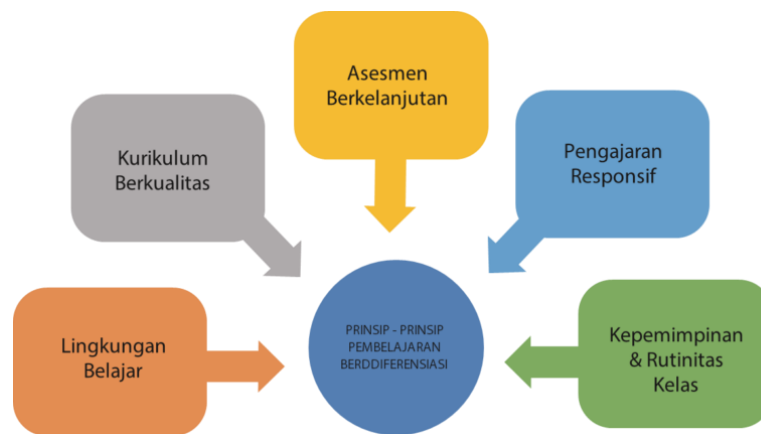 Asesmen
Berkelanjutan
Kurikulum
Berkualitas
Pengajaran
Responsif
Lingkungan
Belajar
PRINSIP - PRINSIP
PEMBELAJARAN
BERDDIFERENSIASI
Kepemimpinan
& Rutinitas
Kelas